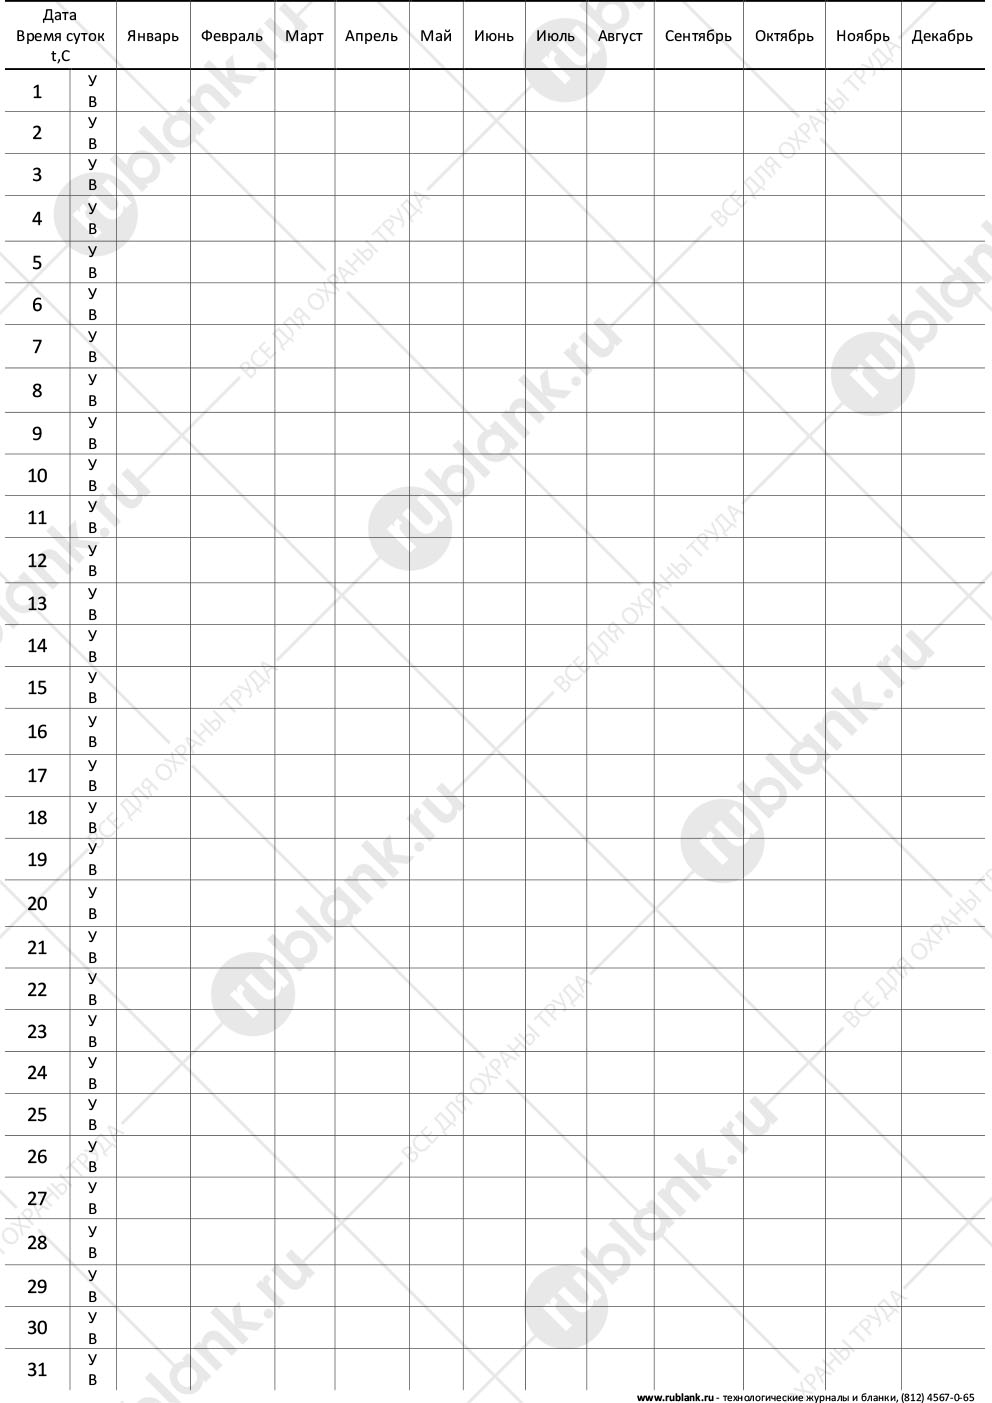 Дата
Время суток
t,C
Январь Февраль Март Апрель Май Июнь Июль Август Сентябрь Октябрь Ноябрь Декабрь
1 У
В
2 У
В
3 У
В
4 У
В
5 У
В
6 У
В
7 У
В
8 У
В
9 У
В
10 У
В
11 У
В
12 У
В
13 У
В
14 У
В
15 У
В
16 У
В
17 У
В
18 У
В
19 У
В
20 У
В
21 У
В
22 У
В
23 У
В
24 У
В
25 У
В
26 У
В
27 У
В
28 У
В
29 У
В
30 У
В
31 У
В
www.rublank.ru - технологические журналы и бланки, (812) 4567-0-65
rublank.ru
ВСЕ ДЛЯ ОХРАНЫ ТРУДА